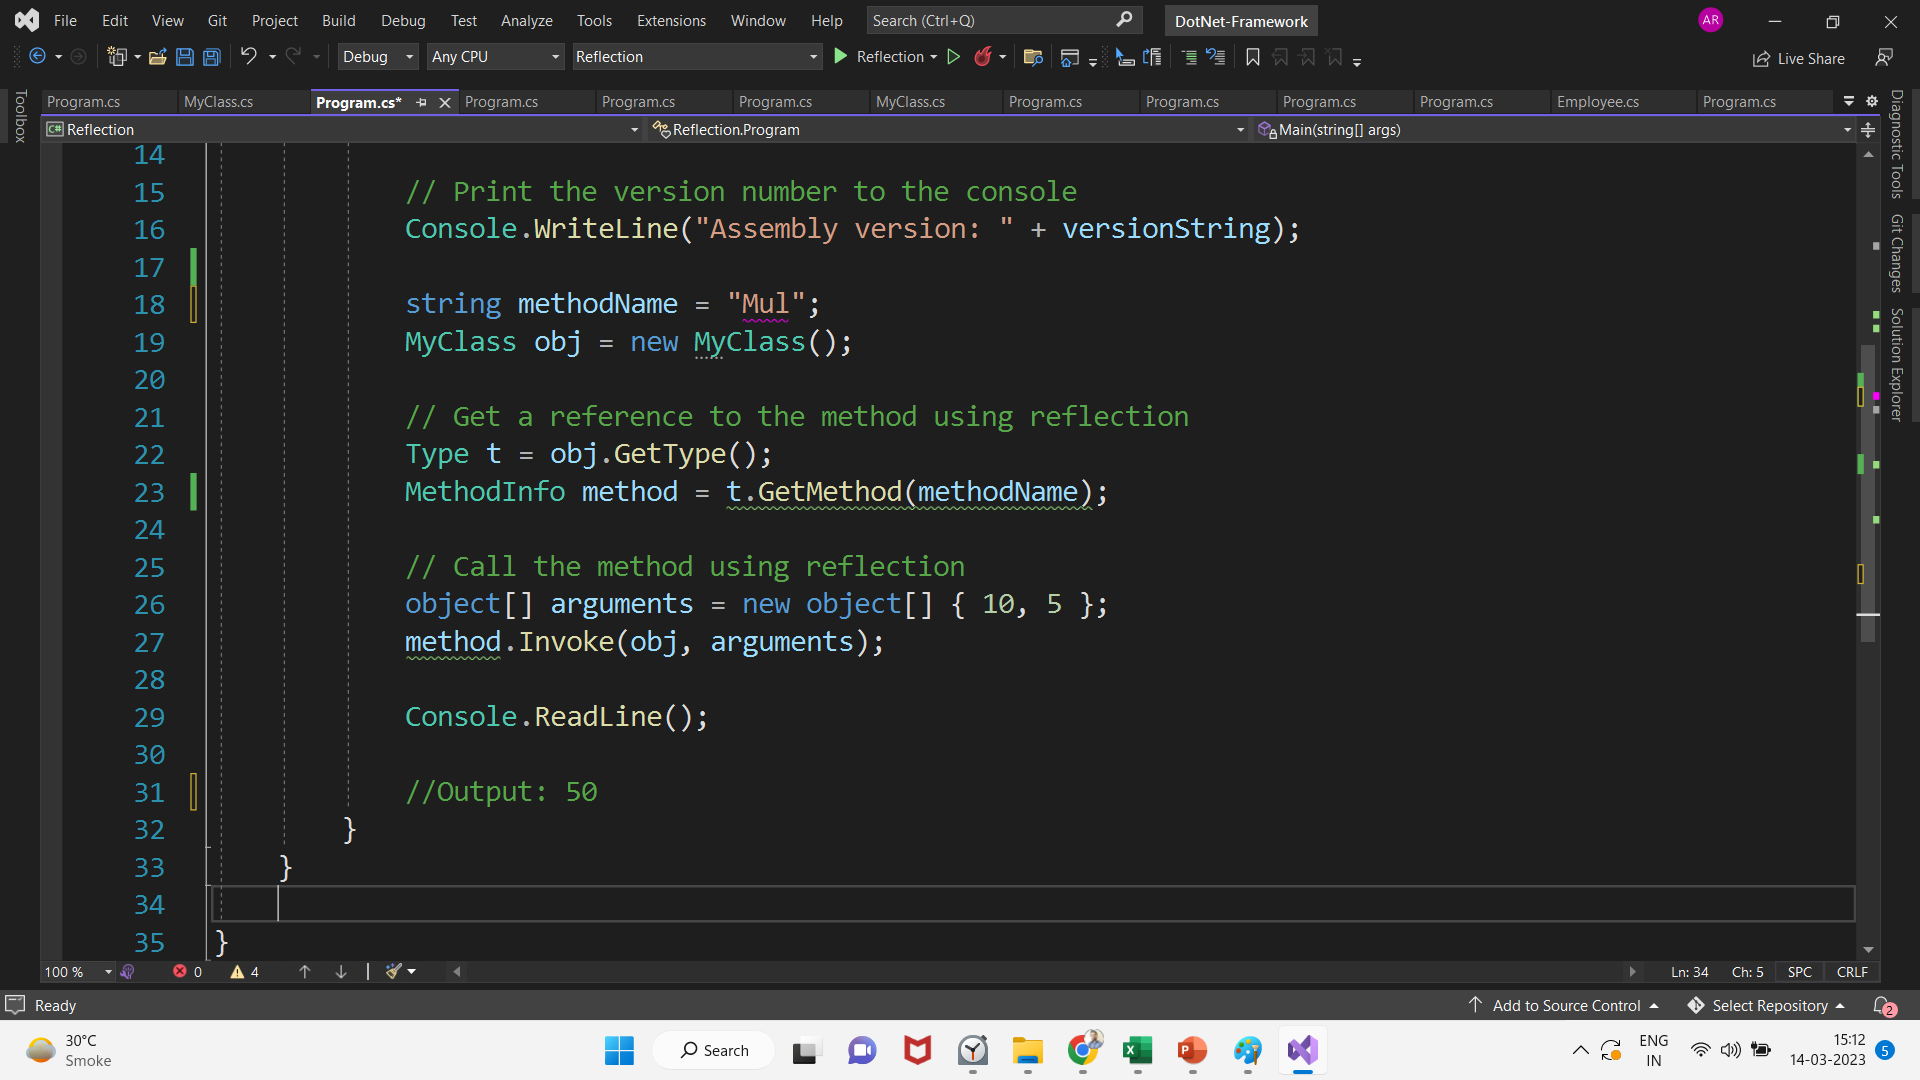 File Edit View Git Project Build Debug Test Analyze Tools Extensions Window Help Search (Ctrl+Q) DotNet-Framework AR
Debug Any CPU Reflection Reflection Live Share
Toolbox
Program.cs MyClass.cs Program.cs* Program.cs Program.cs Program.cs MyClass.cs Program.cs Program.cs Program.cs Program.cs Employee.cs Program.cs
C# Reflection Reflection.Program Main(string[] args)
Diagnostic Tools
Git Changes
Solution Explorer
14
15 // Print the version number to the console
16 Console.WriteLine("Assembly version: " + versionString);
17
18 string methodName = "Mul";
19 MyClass obj = new MyClass();
20
21 // Get a reference to the method using reflection
22 Type t = obj.GetType();
23 MethodInfo method = t.GetMethod(methodName);
24
25 // Call the method using reflection
26 object[] arguments = new object[] { 10, 5 };
27 method.Invoke(obj, arguments);
28
29 Console.ReadLine();
30
31 //Output: 50
32 }
33 }
34
35 }
100 % 0 4 Ln: 34 Ch: 5 SPC CRLF
Ready Add to Source Control Select Repository 2
30°C
Smoke
Search
ENG
IN
15:12
14-03-2023
5